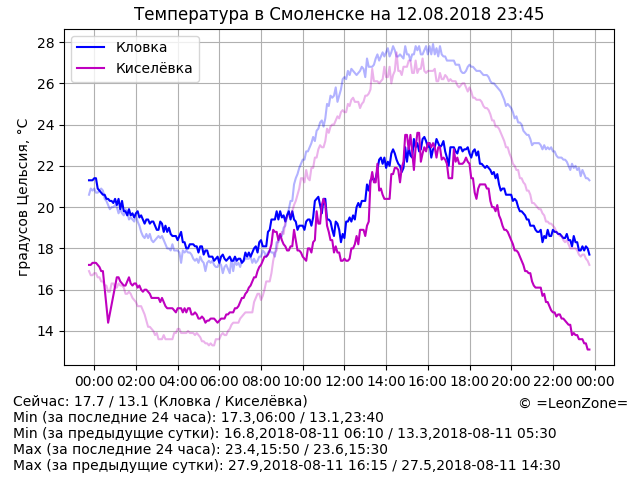 Температура в Смоленске на 12.08.2018 23:45
градусов Цельсия, °C
28
26
24
22
20
18
16
14
Кловка
Киселёвка
00:00 02:00 04:00 06:00 08:00 10:00 12:00 14:00 16:00 18:00 20:00 22:00 00:00
Сейчас: 17.7 / 13.1 (Кловка / Киселёвка)
© =LeonZone=
Min (за последние 24 часа): 17.3,06:00 / 13.1,23:40
Min (за предыдущие сутки): 16.8,2018-08-11 06:10 / 13.3,2018-08-11 05:30
Max (за последние 24 часа): 23.4,15:50 / 23.6,15:30
Max (за предыдущие сутки): 27.9,2018-08-11 16:15 / 27.5,2018-08-11 14:30